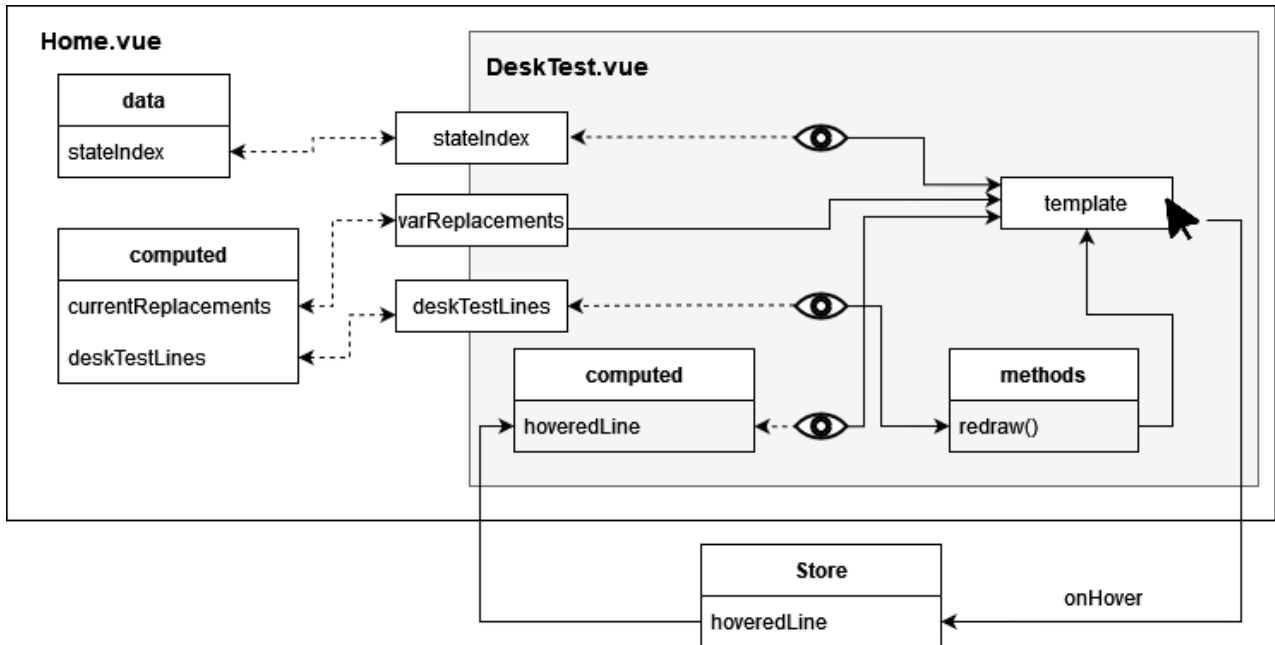 Home.vue
DeskTest.vue
data
stateIndex
stateIndex
varReplacements
template
computed
currentReplacements
deskTestLines
deskTestLines
computed
hoveredLine
methods
redraw()
Store
hoveredLine
onHover